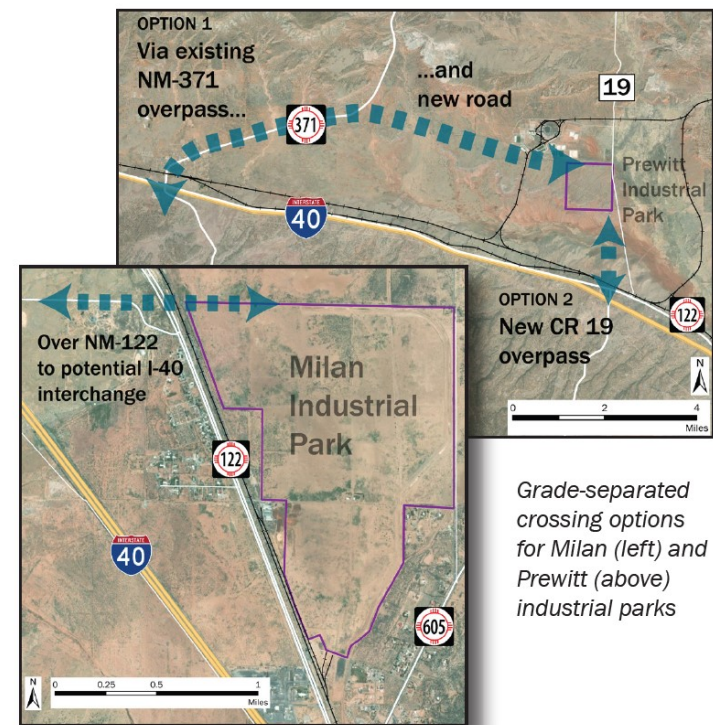 OPTION 1
Via existing
NM-371
overpass...
...and
new road
19
371
Prewitt
Industrial
Park
INTERSTATE
40
OPTION 2
New CR 19
overpass
122
N
0 2 4
Miles
Over NM-122
to potential I-40
interchange
Milan
Industrial
Park
122
INTERSTATE
40
605
N
0 0.25 0.5 1
Miles
Grade-separated
crossing options
for Milan (left) and
Prewitt (above)
industrial parks